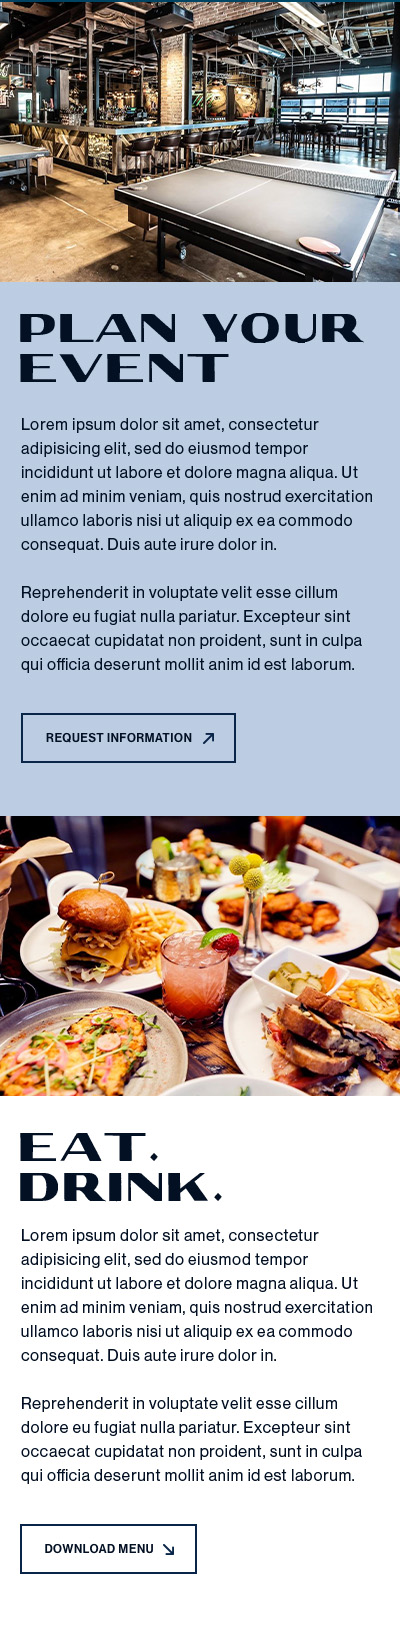 PLAN YOUR
EVENT
Lorem ipsum dolor sit amet, consectetur
adipisicing elit, sed do eiusmod tempor
incididunt ut labore et dolore magna aliqua. Ut
enim ad minim veniam, quis nostrud exercitation
ullamco laboris nisi ut aliquip ex ea commodo
consequat. Duis aute irure dolor in.
Reprehenderit in voluptate velit esse cillum
dolore eu fugiat nulla pariatur. Excepteur sint
occaecat cupidatat non proident, sunt in culpa
qui officia deserunt mollit anim id est laborum.
REQUEST INFORMATION
EAT.
DRINK.
Lorem ipsum dolor sit amet, consectetur
adipisicing elit, sed do eiusmod tempor
incididunt ut labore et dolore magna aliqua. Ut
enim ad minim veniam, quis nostrud exercitation
ullamco laboris nisi ut aliquip ex ea commodo
consequat. Duis aute irure dolor in.
Reprehenderit in voluptate velit esse cillum
dolore eu fugiat nulla pariatur. Excepteur sint
occaecat cupidatat non proident, sunt in culpa
qui officia deserunt mollit anim id est laborum.
DOWNLOAD MENU